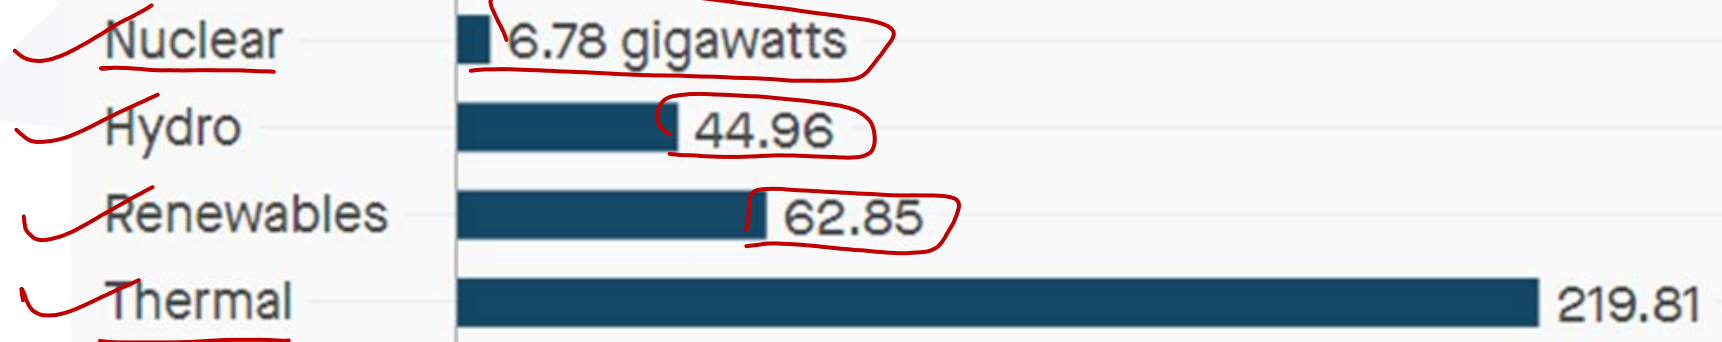 Nuclear 6.78 gigawatts
Hydro 44.96
Renewables 62.85
Thermal 219.81